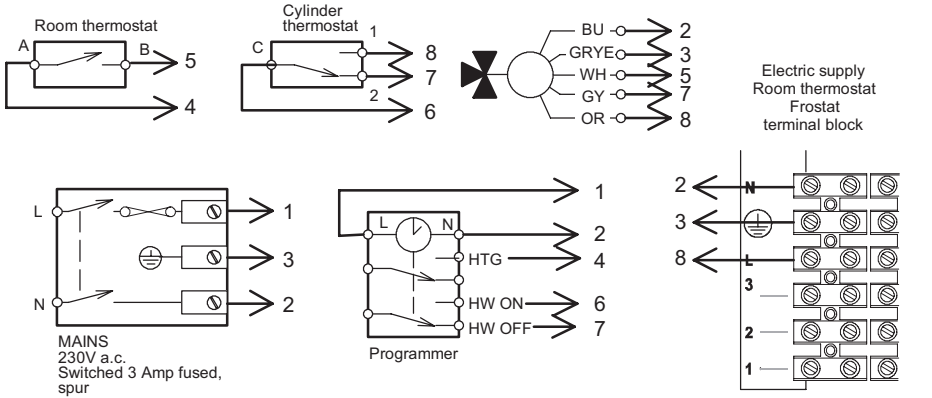 Room thermostat
A
B
5
4
Cylinder
thermostat
1
C
8
7
2
6
BU
2
GRYE
3
WH
5
GY
7
OR
8
Electric supply
Room thermostat
Frostat
terminal block
L
1
3
N
2
MAINS
230V a.c.
Switched 3 Amp fused,
spur
1
L
N
2
HTG
4
HW ON
6
HW OFF
7
Programmer
2
N
3
8
L
3
2
1